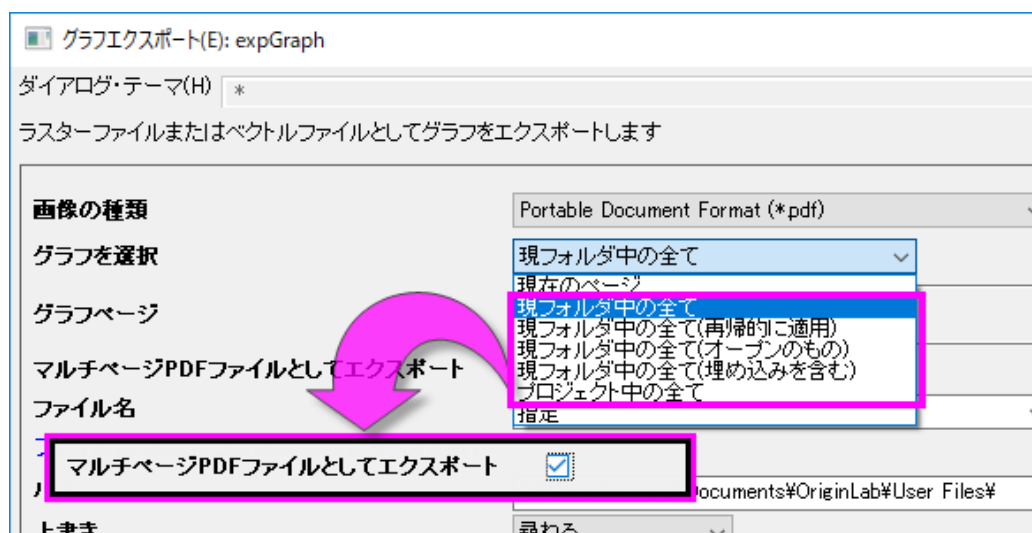 グラフエクスポート(E): expGraph
ダイアログ・テーマ(H) *
ラスターファイルまたはベクトルファイルとしてグラフをエクスポートします
画像の種類 Portable Document Format (*.pdf)
グラフを選択 現フォルダ中の全て
現在のページ
現フォルダ中の全て
グラフページ
現フォルダ中の全て(再帰的に適用)
現フォルダ中の全て(オープンのもの)
マルチページPDFファイルとしてエクスポート
現フォルダ中の全て(埋め込みを含む)
プロジェクト中の全て
ファイル名
指定
マルチページPDFファイルとしてエクスポート
ocuments¥OriginLab¥User Files¥
上書き 尋ねる